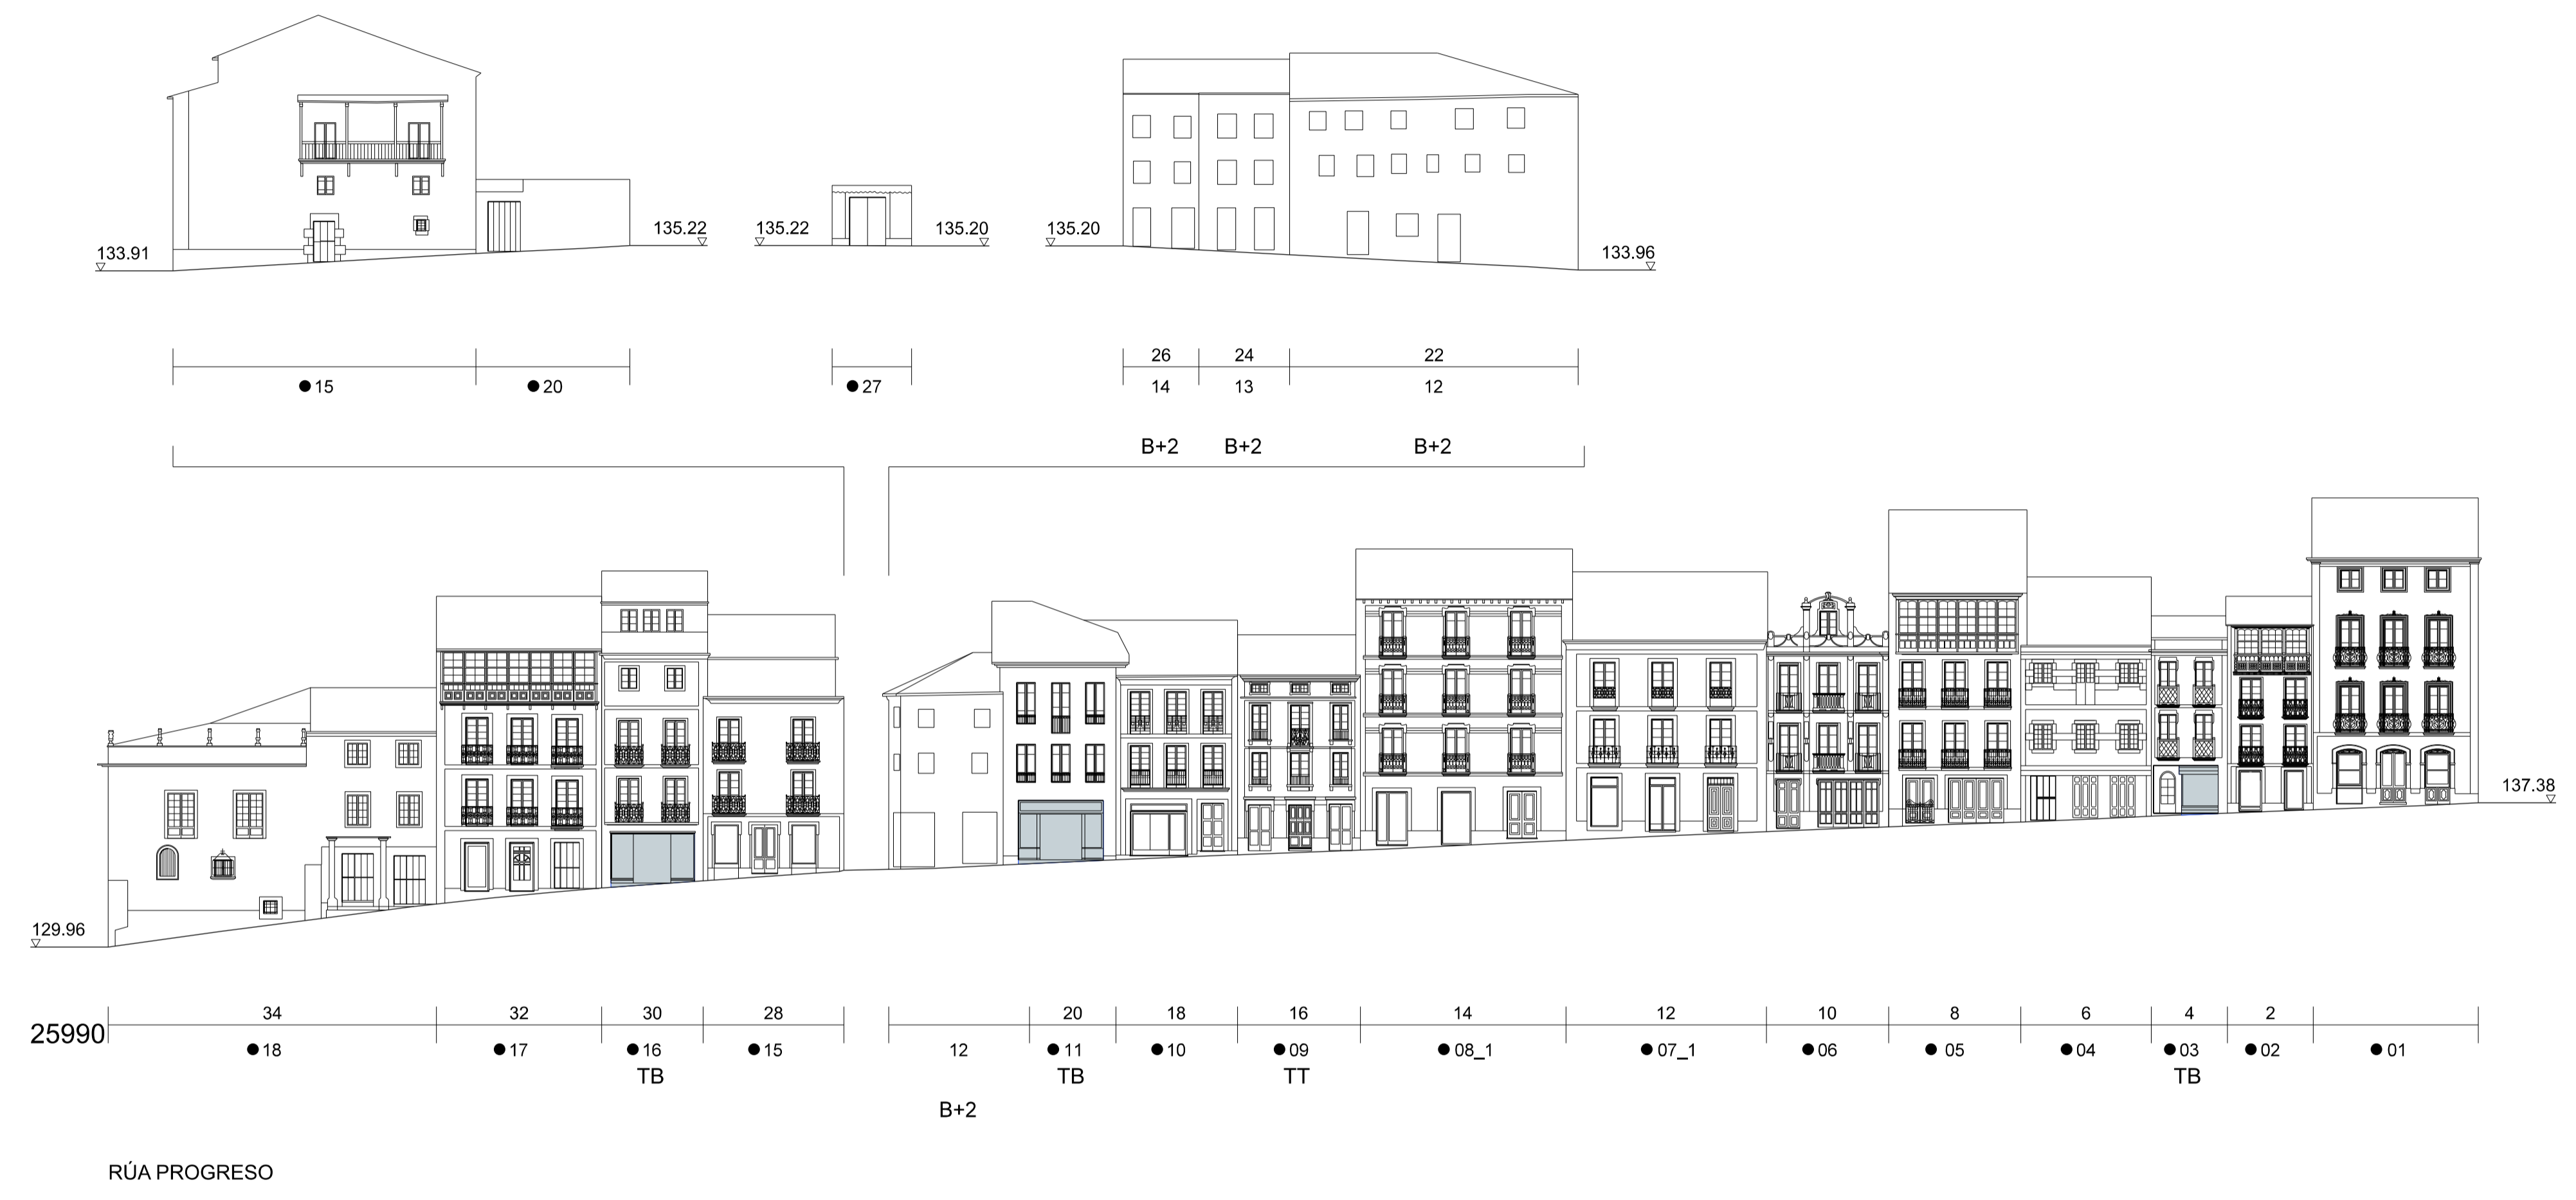 133.91
135.22
135.22
135.20
135.20
133.96
26 24 22
●15 ●20 ●27 14 13 12
B+2 B+2 B+2
137.38
129.96
34 32 30 28 20 18 16 14 12 10 8 6 4 2
25990
●18 ●17 ●16 ●15 12 ●11 ●10 ●09 ●08_1 ●07_1 ●06 ●05 ●04 ●03 ●02 ●01
TB TB TT TB
B+2
RÚA PROGRESO